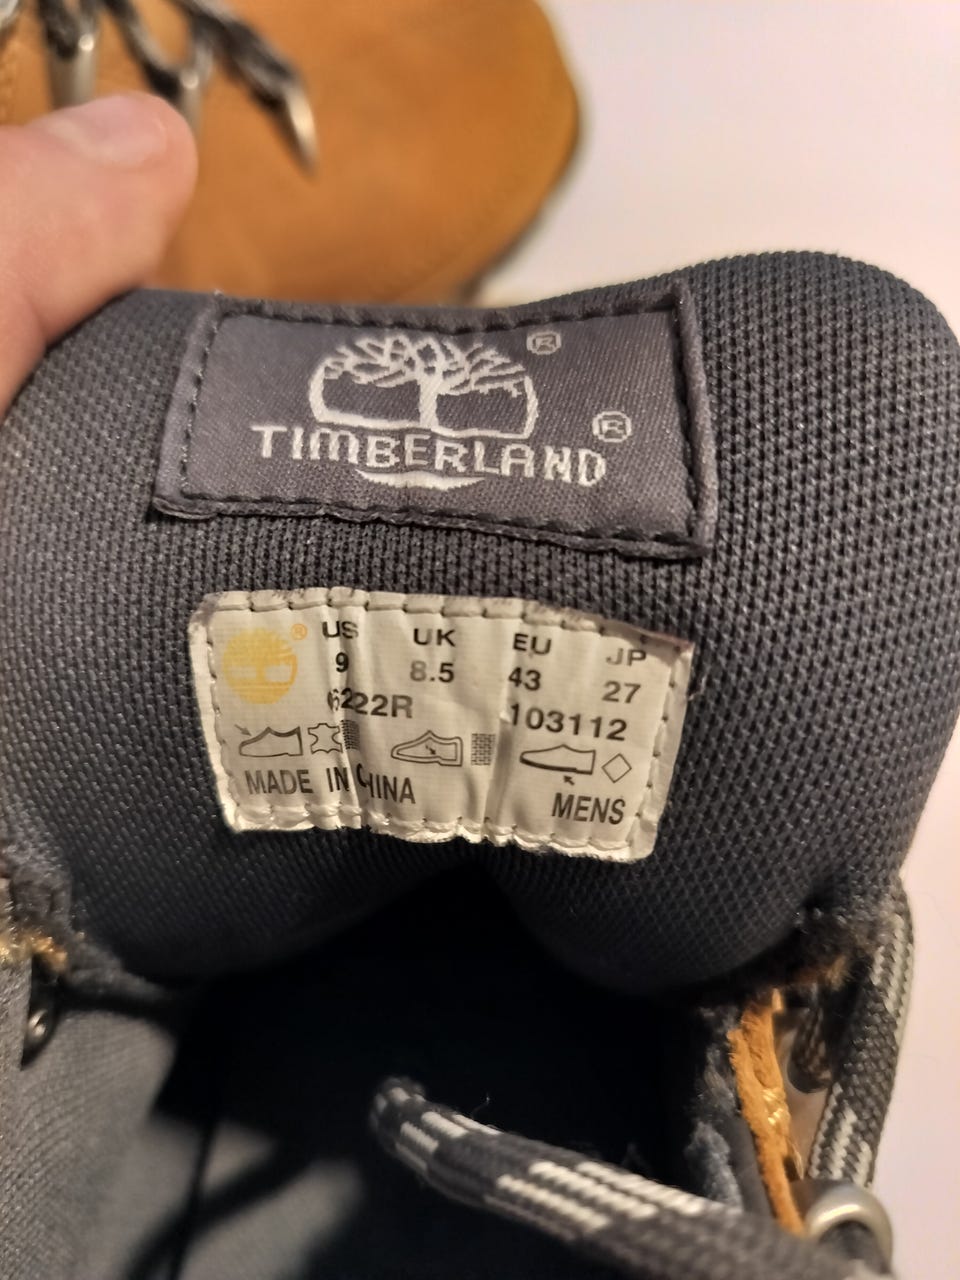 ®
TIMBERLAND ®
® US UK EU JP
9 8.5 43 27
6222R 103112
MADE IN CHINA MENS